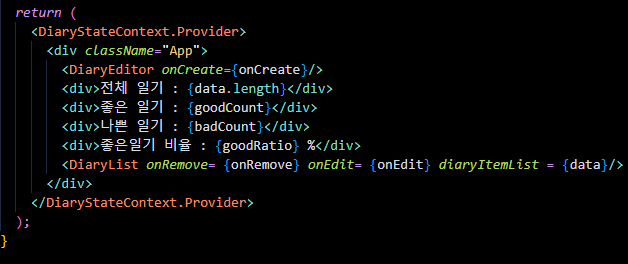 return (
<DiaryStateContext.Provider>
<div className="App">
<DiaryEditor onCreate={onCreate}/>
<div>전체 일기 : {data.length}</div>
<div>좋은 일기 : {goodCount}</div>
<div>나쁜 일기 : {badCount}</div>
<div>좋은일기 비율 : {goodRatio} %</div>
<DiaryList onRemove= {onRemove} onEdit= {onEdit} diaryItemList = {data}/>
</div>
</DiaryStateContext.Provider>
);
}